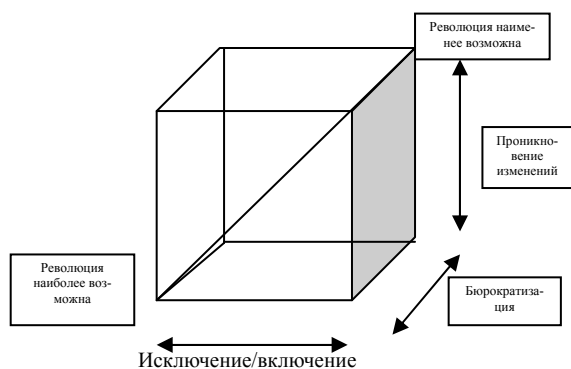 Революция наиме-
нее возможна
Проникно-
вение
изменений
Революция
наиболее воз-
можна
Бюрократиза-
ция
Исключение/включение